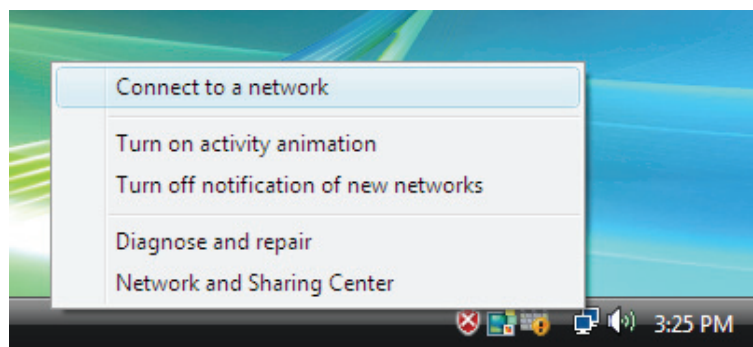 Connect to a network
Turn on activity animation
Turn off notification of new networks
Diagnose and repair
Network and Sharing Center
3:25 PM